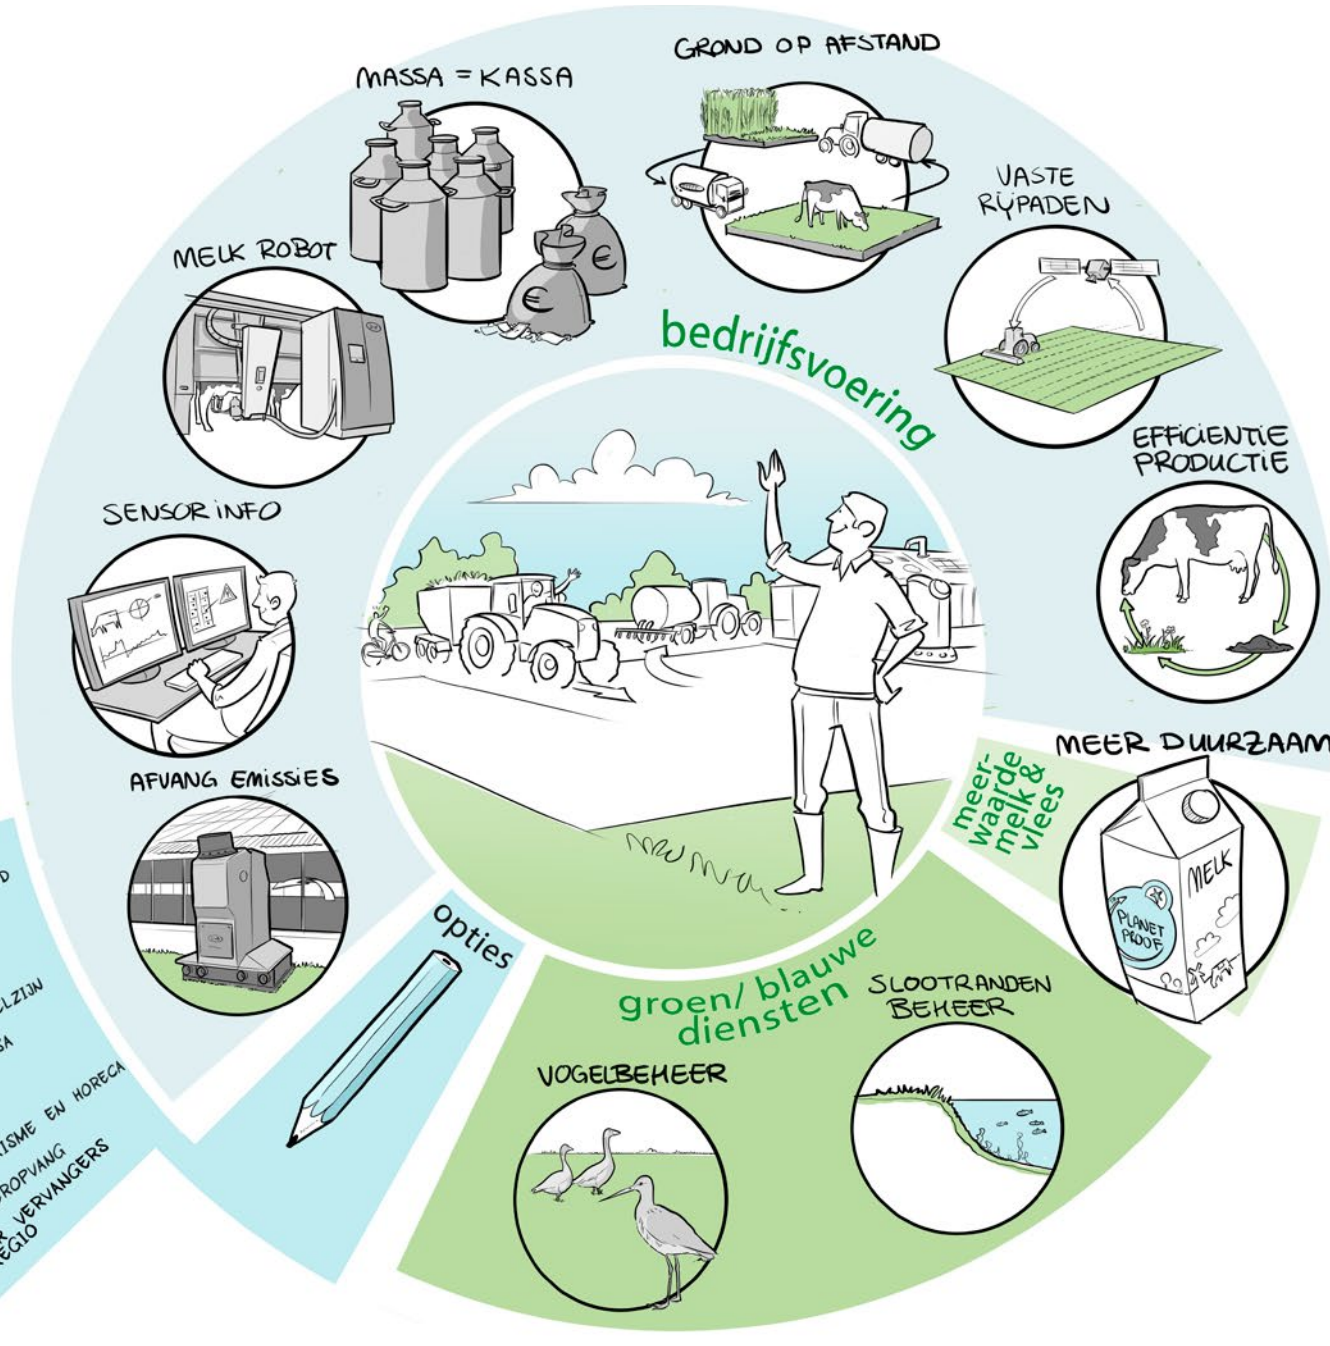 GROND OP AFSTAND
MASSA = KASSA
VASTE
RIJPADEN
MELK ROBOT
€
€
bedrijfsvoering
EFFICIENTIE
PRODUCTIE
SENSOR INFO
MEER DUURZAAM
meer-
waarde
melk &
vlees
AFVANG EMISSIES
MELK
PLANET
PROOF
opties
groen/ blauwe
diensten
SLOOTRANDEN
BEHEER
VOGELBEHEER
EN HORECA
VERVANGERS